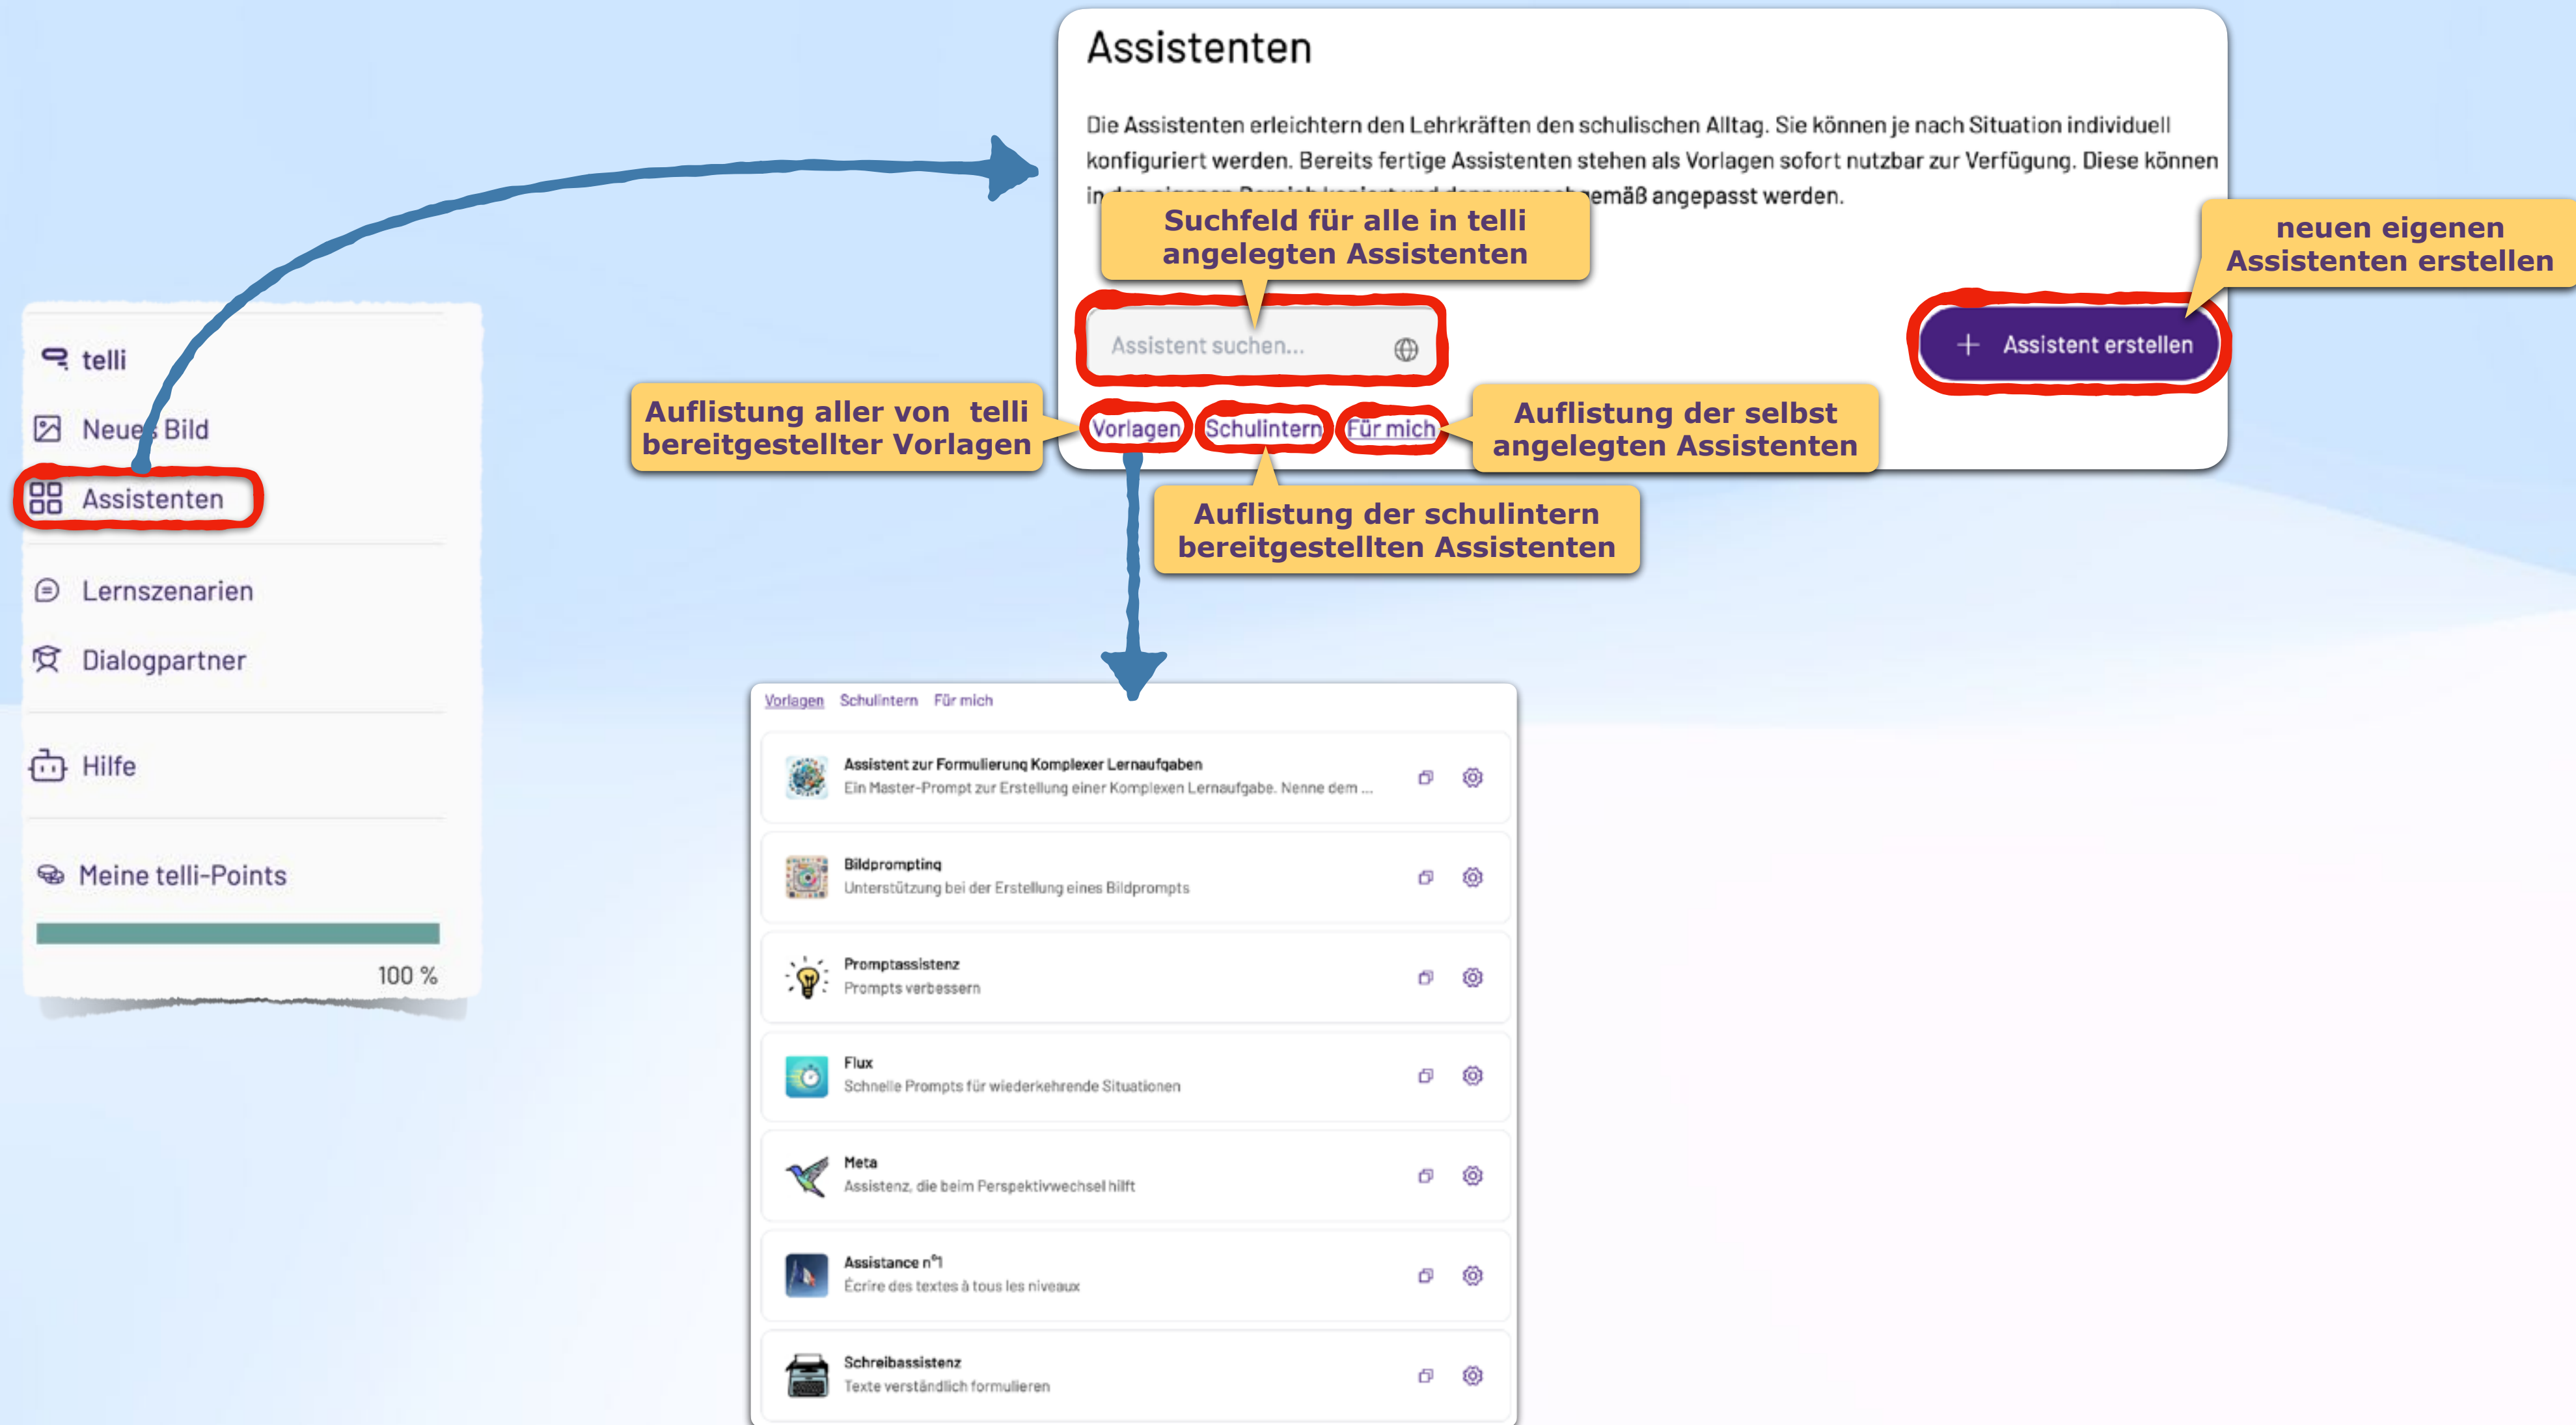 telli
Neues Bild
Assistenten
Lernszenarien
Dialogpartner
Hilfe
Meine telli-Points
100 %
Assistenten
Die Assistenten erleichtern den Lehrkräften den schulischen Alltag. Sie können je nach Situation individuell
konfiguriert werden. Bereits fertige Assistenten stehen als Vorlagen sofort nutzbar zur Verfügung. Diese können
emäß angepasst werden.
Suchfeld für alle in telli
angelegten Assistenten
neuen eigenen
Assistenten erstellen
Assistent suchen...
+ Assistent erstellen
Auflistung aller von telli
bereitgestellter Vorlagen
Vorlagen Schulintern Für mich
Auflistung der selbst
angelegten Assistenten
Auflistung der schulintern
bereitgestellten Assistenten
Vorlagen Schulintern Für mich
Assistent zur Formulierung Komplexer Lernaufgaben
Ein Master-Prompt zur Erstellung einer Komplexen Lernaufgabe. Nenne dem ...
Bildprompting
Unterstützung bei der Erstellung eines Bildprompts
Promptassistenz
Prompts verbessern
Flux
Schnelle Prompts für wiederkehrende Situationen
Meta
Assistenz, die beim Perspektivwechsel hilft
Assistance n°1
Écrire des textes à tous les niveaux
Schreibassistenz
Texte verständlich formulieren